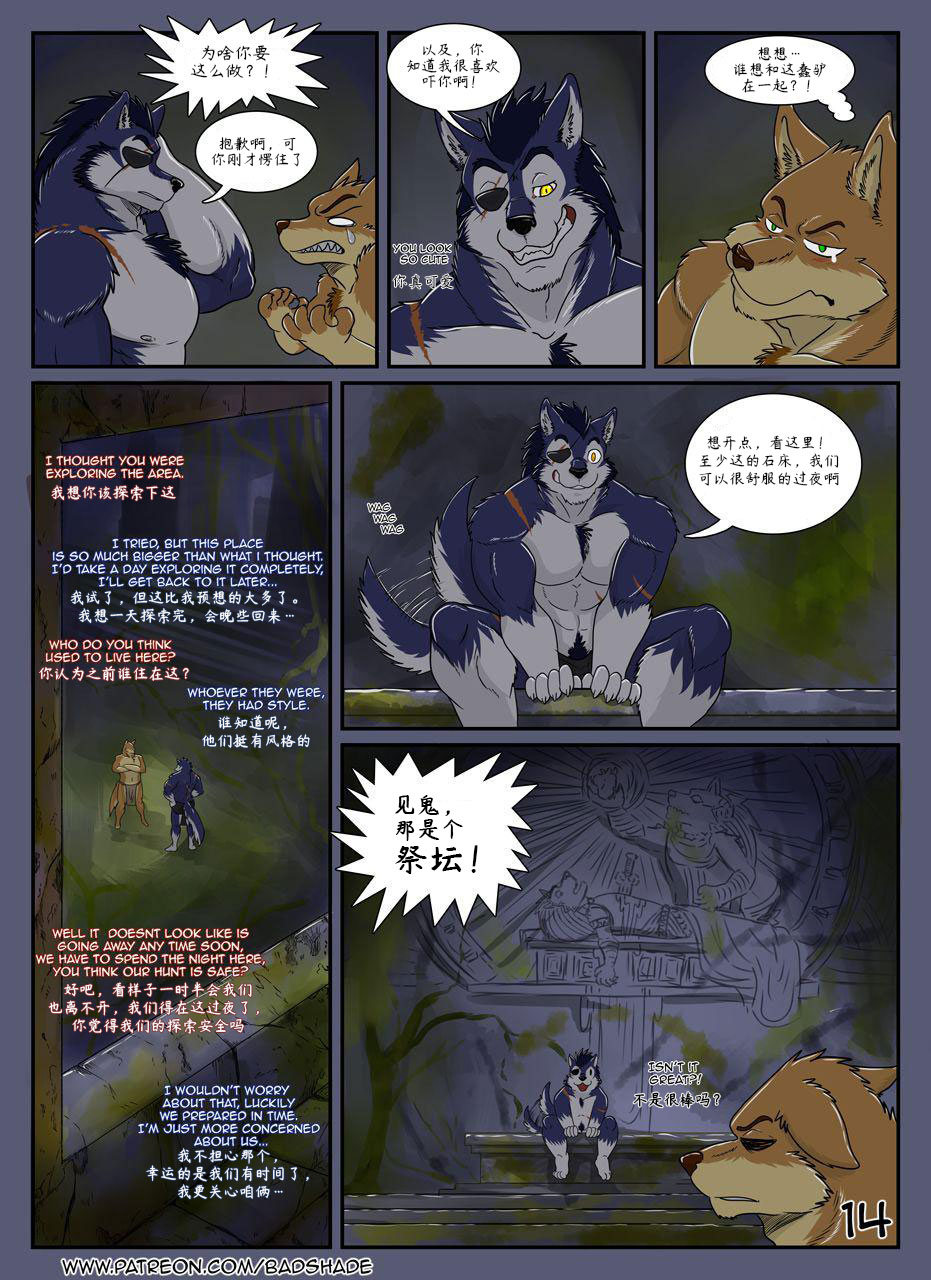 为啥你要
这么做？！
抱歉啊，可
你刚才愣住了
以及，你
知道我很喜欢
吓你啊！
YOU LOOK
SO CUTE
你真可爱
想想…
谁想和这蠢驴
在一起？！
I THOUGHT YOU WERE
EXPLORING THE AREA.
我想你该探索下这
I TRIED, BUT THIS PLACE
IS SO MUCH BIGGER THAN WHAT I THOUGHT.
I'D TAKE A DAY EXPLORING IT COMPLETELY,
I'LL GET BACK TO IT LATER...
我试了，但这比我预想的大多了。
我想一天探索完，会晚些回来…
WHO DO YOU THINK
USED TO LIVE HERE?
你认为之前谁住在这？
WHOEVER THEY WERE,
THEY HAD STYLE.
谁知道呢，
他们挺有风格的
WELL IT DOESNT LOOK LIKE IS
GOING AWAY ANY TIME SOON,
WE HAVE TO SPEND THE NIGHT HERE,
YOU THINK OUR HUNT IS SAFE?
好吧，看样子一时半会我们
也离不开，我们得在这过夜了，
你觉得我们的探索安全吗
I WOULDN'T WORRY
ABOUT THAT, LUCKILY
WE PREPARED IN TIME.
I'M JUST MORE CONCERNED
ABOUT US...
我不担心那个，
幸运的是我们有时间了，
我更关心咱俩…
WAG
WAG
WAG
想开点，看这里！
至少这的石床，我们
可以很舒服的过夜啊
见鬼，
那是个
祭坛！
ISN'T IT
GREAT?!
不是很棒吗？
14
WWW.PATREON.COM/BADSHADE